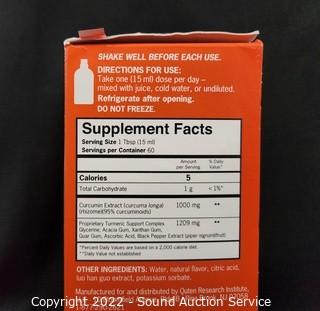 SHAKE WELL BEFORE EACH USE.
DIRECTIONS FOR USE:
Take one (15 ml) dose per day –
mixed with juice, cold water, or undiluted.
Refrigerate after opening.
DO NOT FREEZE.
Supplement Facts
Serving Size 1 Tbsp (15 ml)
Servings per Container 60
Amount % Daily
per Serving Value*
Calories 5
Total Carbohydrate 1 g <1%*
Curcumin Extract (curcuma longa) 1000 mg **
(rhizome)(95% curcuminoids)
Proprietary Turmeric Support Complex 1209 mg **
Glycerine, Acacia Gum, Xanthan Gum,
Guar Gum, Ascorbic Acid, Black Pepper Extract (piper nigrum)(fruit)
*Percent Daily Values are based on a 2,000 calorie diet.
**Daily Value not established
OTHER INGREDIENTS: Water, natural flavor, citric acid,
luo han guo extract, potassium sorbate.
Manufactured for and distributed by Quten Research Institute,
NJ 07058
Copyright 2022 - Sound Auction Service